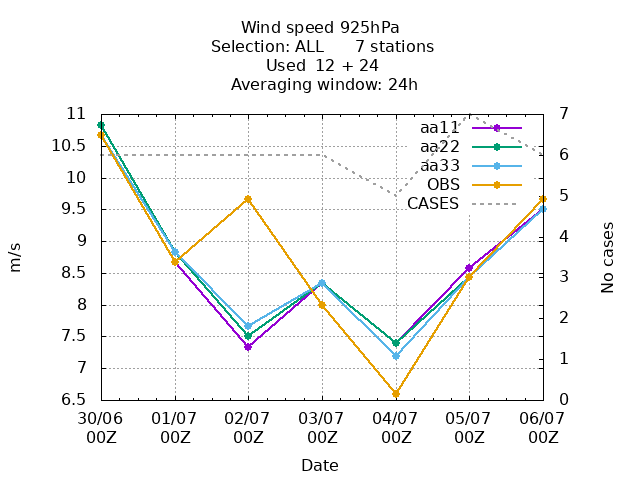 Wind speed 925hPa
Selection: ALL 7 stations
Used 12 + 24
Averaging window: 24h
11
10.5
10
9.5
9
8.5
8
7.5
7
6.5
m/s
7
6
5
4
3
2
1
0
No cases
aa11
aa22
aa33
OBS
CASES
30/06 01/07 02/07 03/07 04/07 05/07 06/07
00Z 00Z 00Z 00Z 00Z 00Z 00Z
Date